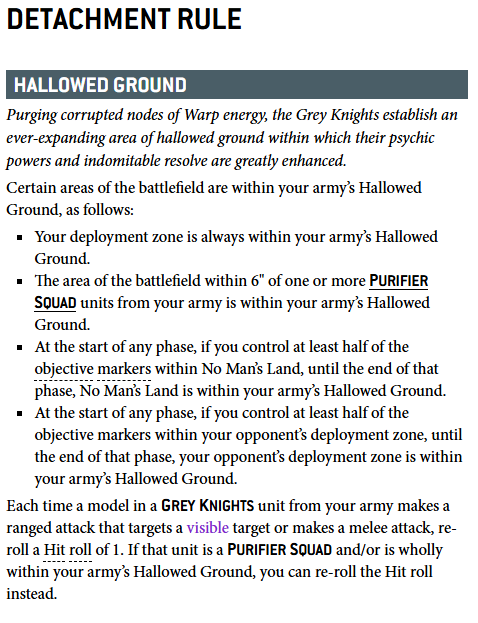 DETACHMENT RULE
HALLOWED GROUND
Purging corrupted nodes of Warp energy, the Grey Knights establish an
ever-expanding area of hallowed ground within which their psychic
powers and indomitable resolve are greatly enhanced.
Certain areas of the battlefield are within your army’s Hallowed
Ground, as follows:
▪ Your deployment zone is always within your army’s Hallowed
Ground.
▪ The area of the battlefield within 6" of one or more PURIFIER
SQUAD units from your army is within your army’s Hallowed
Ground.
▪ At the start of any phase, if you control at least half of the
objective markers within No Man’s Land, until the end of that
phase, No Man’s Land is within your army’s Hallowed Ground.
▪ At the start of any phase, if you control at least half of the
objective markers within your opponent’s deployment zone, until
the end of that phase, your opponent’s deployment zone is within
your army’s Hallowed Ground.
Each time a model in a GREY KNIGHTS unit from your army makes a
ranged attack that targets a visible target or makes a melee attack, re-
roll a Hit roll of 1. If that unit is a PURIFIER SQUAD and/or is wholly
within your army’s Hallowed Ground, you can re-roll the Hit roll
instead.